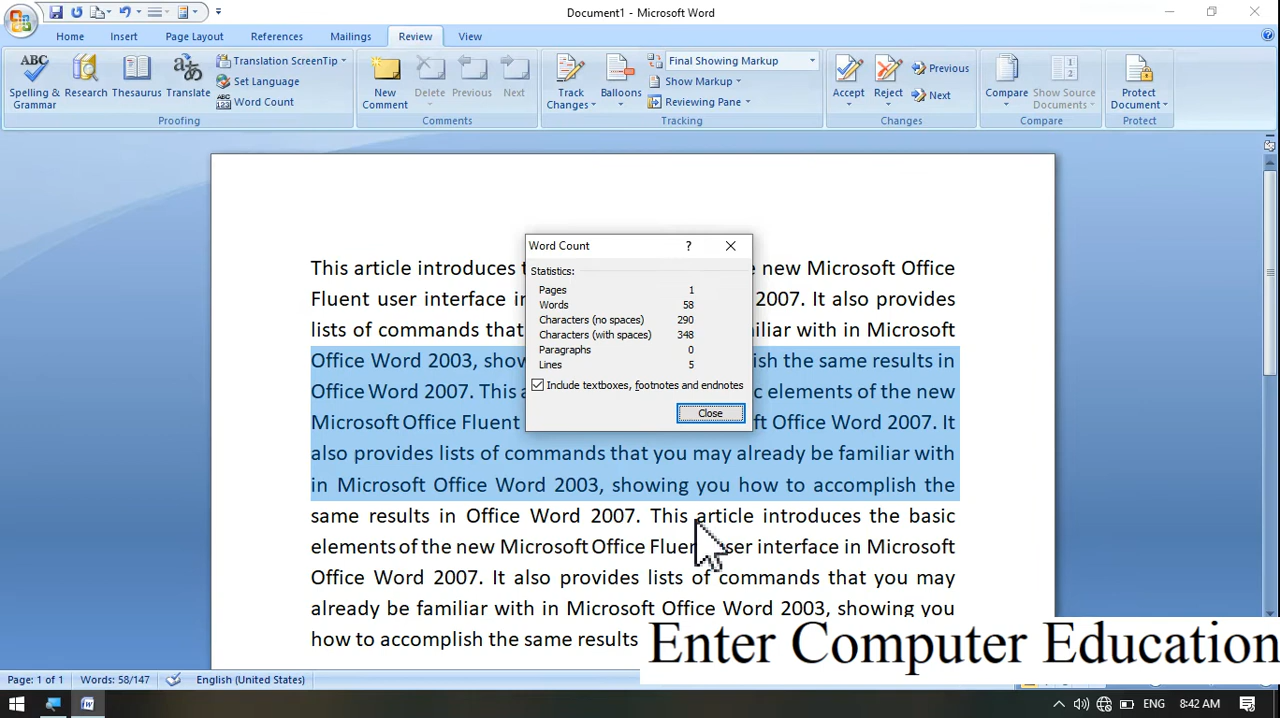 Document1 - Microsoft Word
Home Insert Page Layout References Mailings Review View
ABC Spelling & Grammar
Research
Thesaurus
Translate
Translation ScreenTip
Set Language
Word Count
Proofing
New Comment
Delete
Previous
Next
Comments
Track Changes
Balloons
Final Showing Markup
Show Markup
Reviewing Pane
Tracking
Accept
Reject
Previous
Next
Changes
Compare
Show Source Documents
Compare
Protect Document
Protect
Word Count ?
Statistics:
Pages 1
Words 58
Characters (no spaces) 290
Characters (with spaces) 348
Paragraphs 0
Lines 5
Include textboxes, footnotes and endnotes
Close
This article introduces new Microsoft Office
Fluent user interface 2007. It also provides
lists of commands that with in Microsoft
Office Word 2003, the same results in
Office Word 2007. This elements of the new
Microsoft Office Fluent Office Word 2007. It
also provides lists of commands that you may already be familiar with
in Microsoft Office Word 2003, showing you how to accomplish the
same results in Office Word 2007. This article introduces the basic
elements of the new Microsoft Office user interface in Microsoft
Office Word 2007. It also provides lists of commands that you may
already be familiar with in Microsoft Office Word 2003, showing you
how to accomplish the same results
Enter Computer Education
Page: 1 of 1 Words: 58/147 English (United States)
ENG 8:42 AM